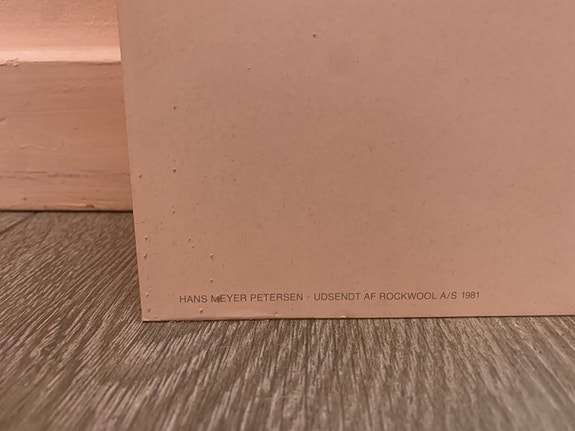 HANS MEYER PETERSEN · UDSENDT AF ROCKWOOL A/S 1981